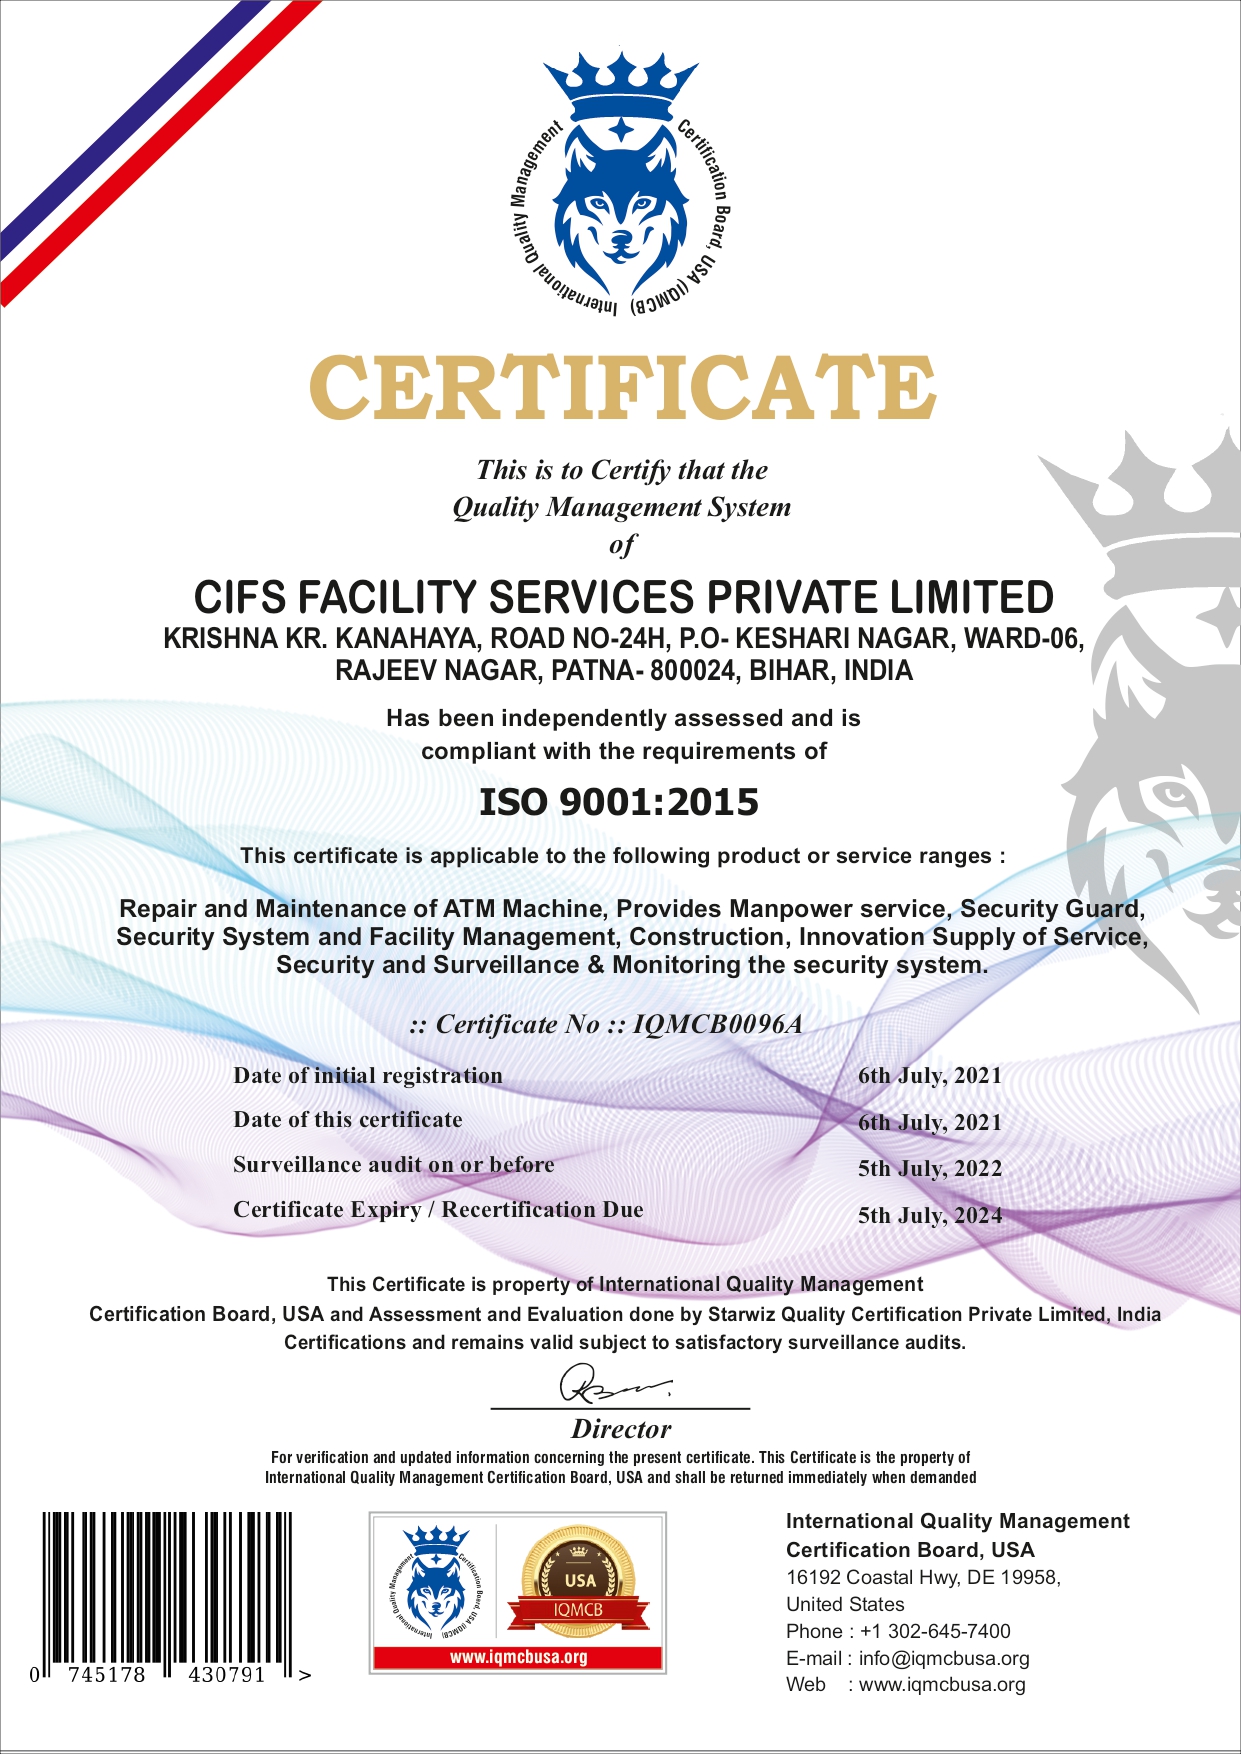 International Quality Management Certification Board, USA (IQMCB)
CERTIFICATE
This is to Certify that the
Quality Management System
of
CIFS FACILITY SERVICES PRIVATE LIMITED
KRISHNA KR. KANAHAYA, ROAD NO-24H, P.O- KESHARI NAGAR, WARD-06,
RAJEEV NAGAR, PATNA- 800024, BIHAR, INDIA
Has been independently assessed and is
compliant with the requirements of
ISO 9001:2015
This certificate is applicable to the following product or service ranges :
Repair and Maintenance of ATM Machine, Provides Manpower service, Security Guard,
Security System and Facility Management, Construction, Innovation Supply of Service,
Security and Surveillance & Monitoring the security system.
:: Certificate No :: IQMCB0096A
Date of initial registration 6th July, 2021
Date of this certificate 6th July, 2021
Surveillance audit on or before 5th July, 2022
Certificate Expiry / Recertification Due 5th July, 2024
This Certificate is property of International Quality Management
Certification Board, USA and Assessment and Evaluation done by Starwiz Quality Certification Private Limited, India
Certifications and remains valid subject to satisfactory surveillance audits.
Director
For verification and updated information concerning the present certificate. This Certificate is the property of
International Quality Management Certification Board, USA and shall be returned immediately when demanded
0 745178 430791 >
International Quality Management Certification Board, USA (IQMCB)
USA
IQMCB
www.iqmcbusa.org
International Quality Management
Certification Board, USA
16192 Coastal Hwy, DE 19958,
United States
Phone : +1 302-645-7400
E-mail : info@iqmcbusa.org
Web : www.iqmcbusa.org